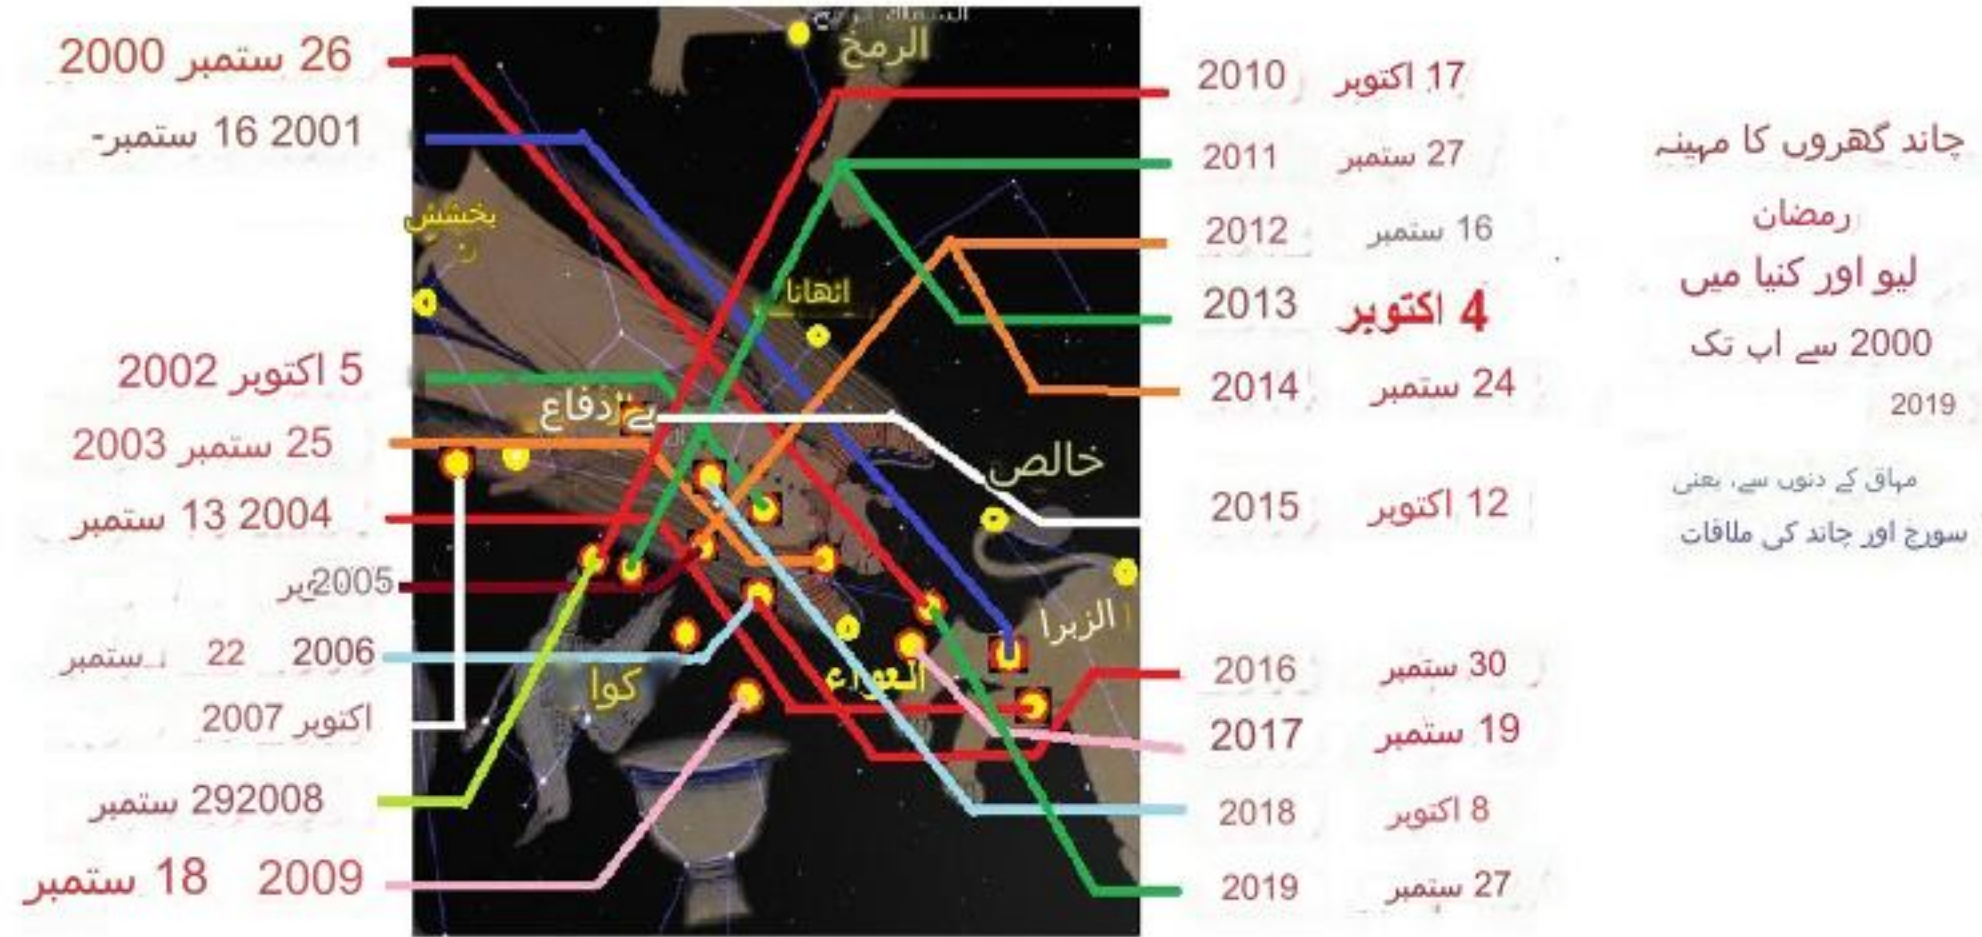 26 ستمبر 2000
2001 16 ستمبر-
5 اکتوبر 2002
25 ستمبر 2003
2004 13 ستمبر
2005
2006 22 ستمبر
اکتوبر 2007
292008 ستمبر
18 ستمبر 2009
الرمخ
بخشش
ن
اٹھانا
بے دفاع
خالص
الزبرا
العواء
کوا
2010 17 اکتوبر
2011 27 ستمبر
2012 16 ستمبر
2013 4 اکتوبر
2014 24 ستمبر
2015 12 اکتوبر
2016 30 ستمبر
2017 19 ستمبر
2018 8 اکتوبر
2019 27 ستمبر
چاند گھروں کا مہینہ
رمضان
لیو اور کنیا میں
2000 سے اب تک
2019
مہاق کے دنوں سے، یعنی
سورج اور چاند کی ملاقات